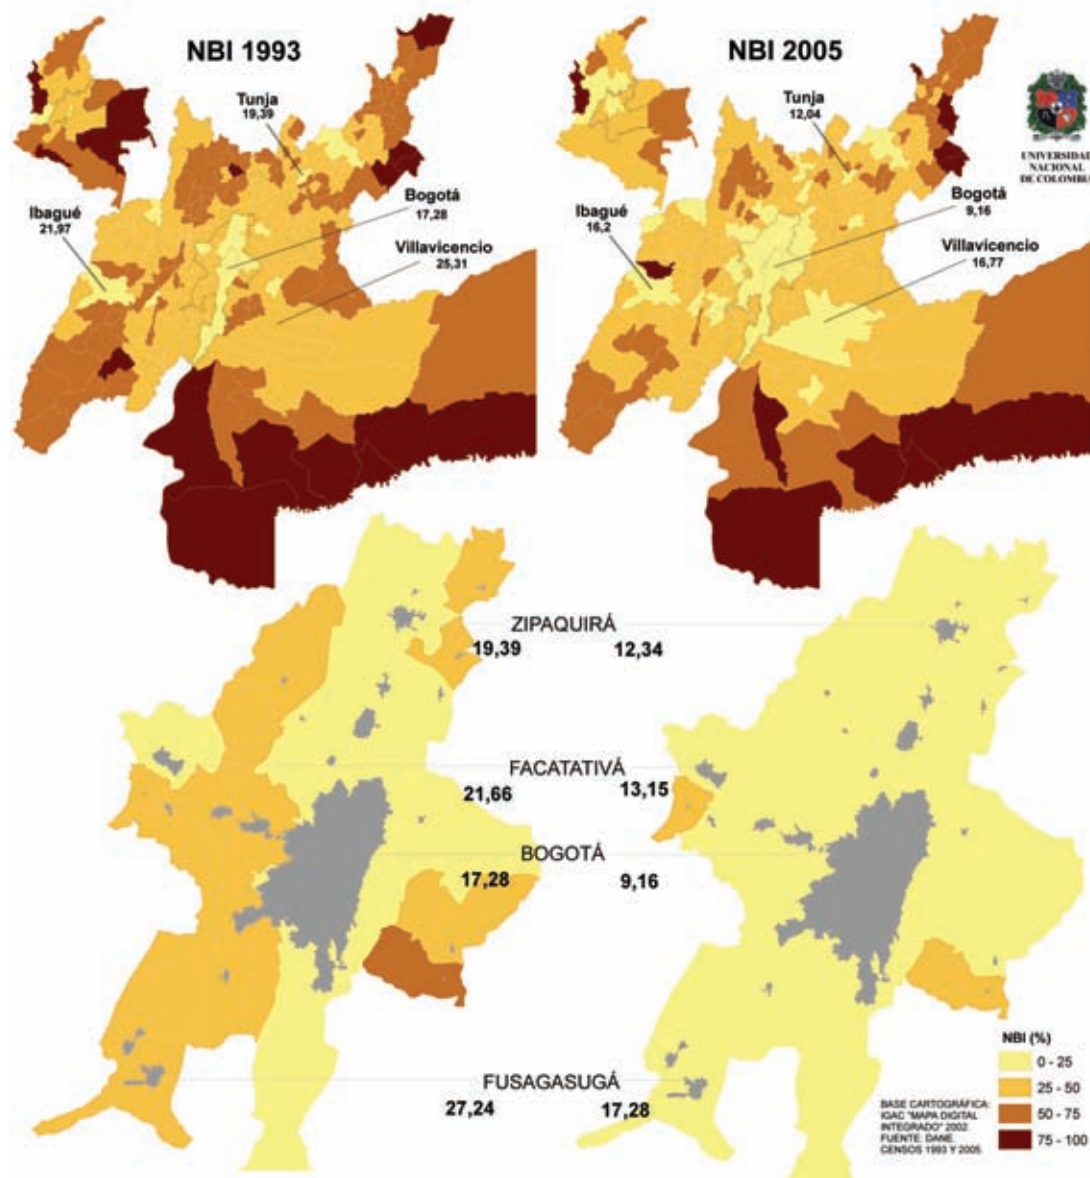 NBI 1993
NBI 2005
Tunja
19,39
Tunja
12,04
UNIVERSIDAD
NACIONAL
DE COLOMBIA
Bogotá
17,28
Bogotá
9,16
Ibagué
21,97
Ibagué
16,2
Villavicencio
25,31
Villavicencio
16,77
ZIPAQUIRÁ
19,39
12,34
FACATATIVÁ
21,66
13,15
BOGOTÁ
17,28
9,16
FUSAGASUGÁ
27,24
17,28
NBI (%)
0 - 25
25 - 50
50 - 75
75 - 100
BASE CARTOGRÁFICA:
IGAC "MAPA DIGITAL
INTEGRADO" 2002.
FUENTE: DANE.
CENSOS 1993 Y 2005.